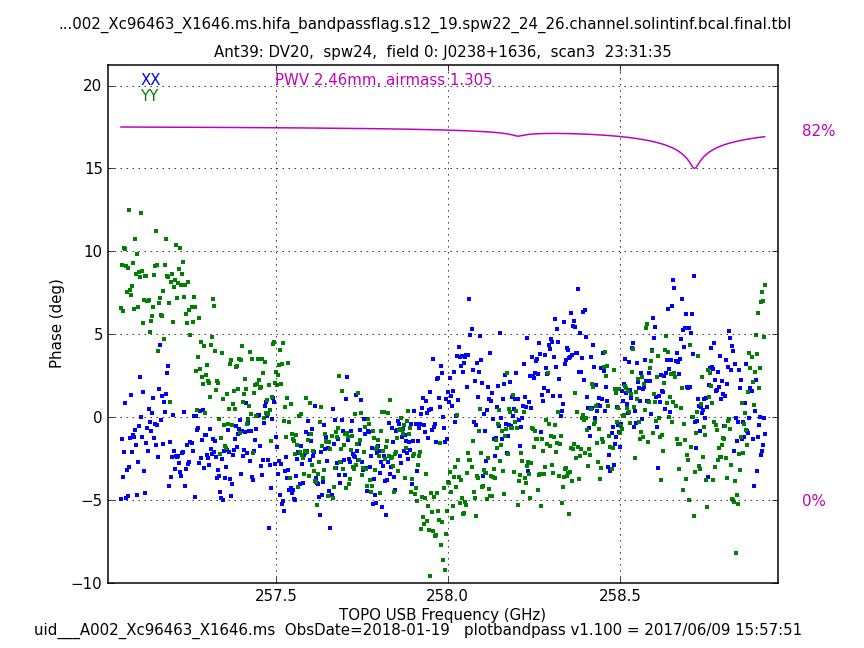 ...002_Xc96463_X1646.ms.hifa_bandpassflag.s12_19.spw22_24_26.channel.solintinf.bcal.final.tbl
Ant39: DV20, spw24, field 0: J0238+1636, scan3 23:31:35
XX
PWV 2.46mm, airmass 1.305
YY
20
15
10
5
0
−5
−10
82%
0%
Phase (deg)
257.5
258.0
258.5
TOPO USB Frequency (GHz)
uid___A002_Xc96463_X1646.ms ObsDate=2018-01-19 plotbandpass v1.100 = 2017/06/09 15:57:51